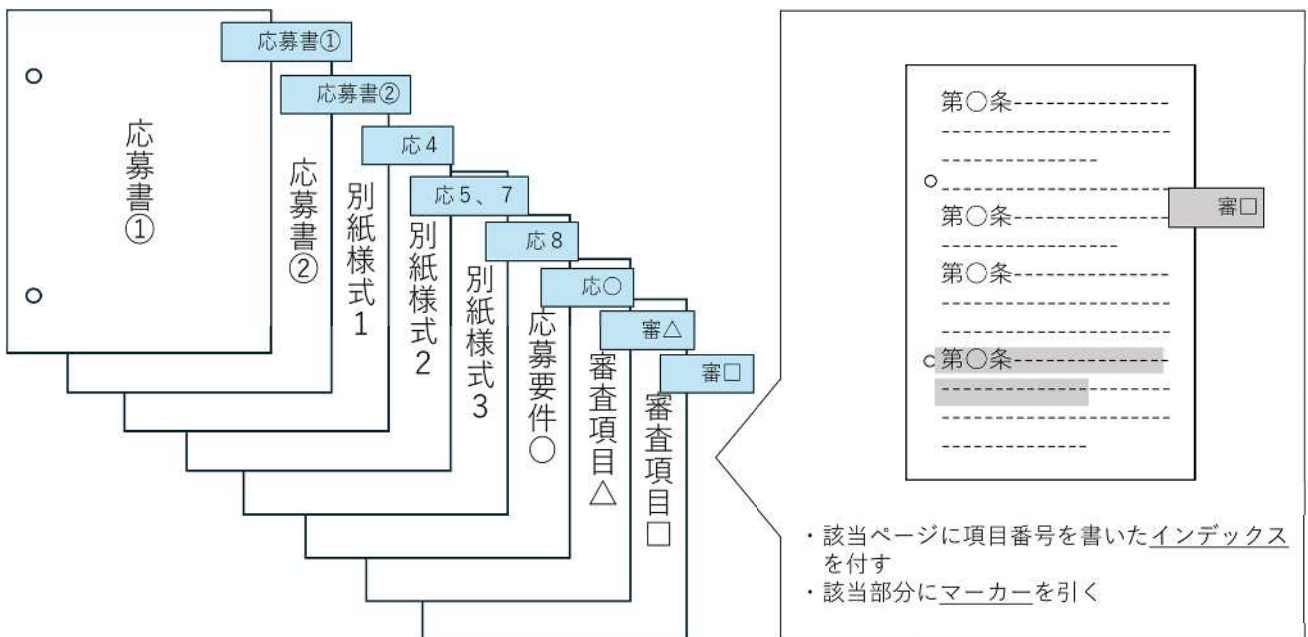 応募書①
応募書②
応4
応5、7
応8
応○
審△
審□
応募書①
応募書②
別紙様式1
別紙様式2
別紙様式3
応募要件○
審査項目△
審査項目□
第○条
審□
第○条
第○条
第○条
・該当ページに項目番号を書いたインデックス
を付す
・該当部分にマーカーを引く